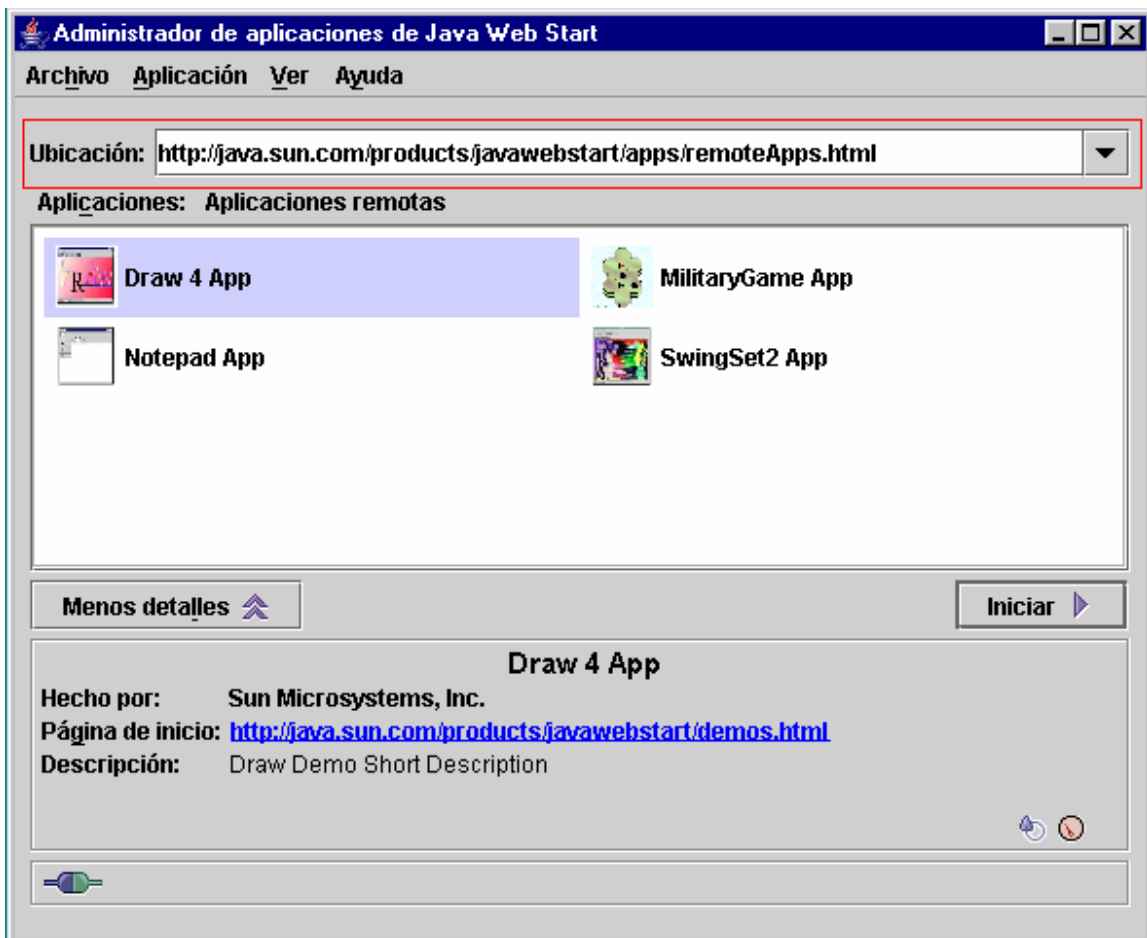 Administrador de aplicaciones de Java Web Start
Archivo Aplicación Ver Ayuda
Ubicación: http://java.sun.com/products/javawebstart/apps/remoteApps.html
Aplicaciones: Aplicaciones remotas
Draw 4 App MilitaryGame App
Notepad App SwingSet2 App
Menos detalles Iniciar
Draw 4 App
Hecho por: Sun Microsystems, Inc.
Página de inicio: http://java.sun.com/products/javawebstart/demos.html
Descripción: Draw Demo Short Description